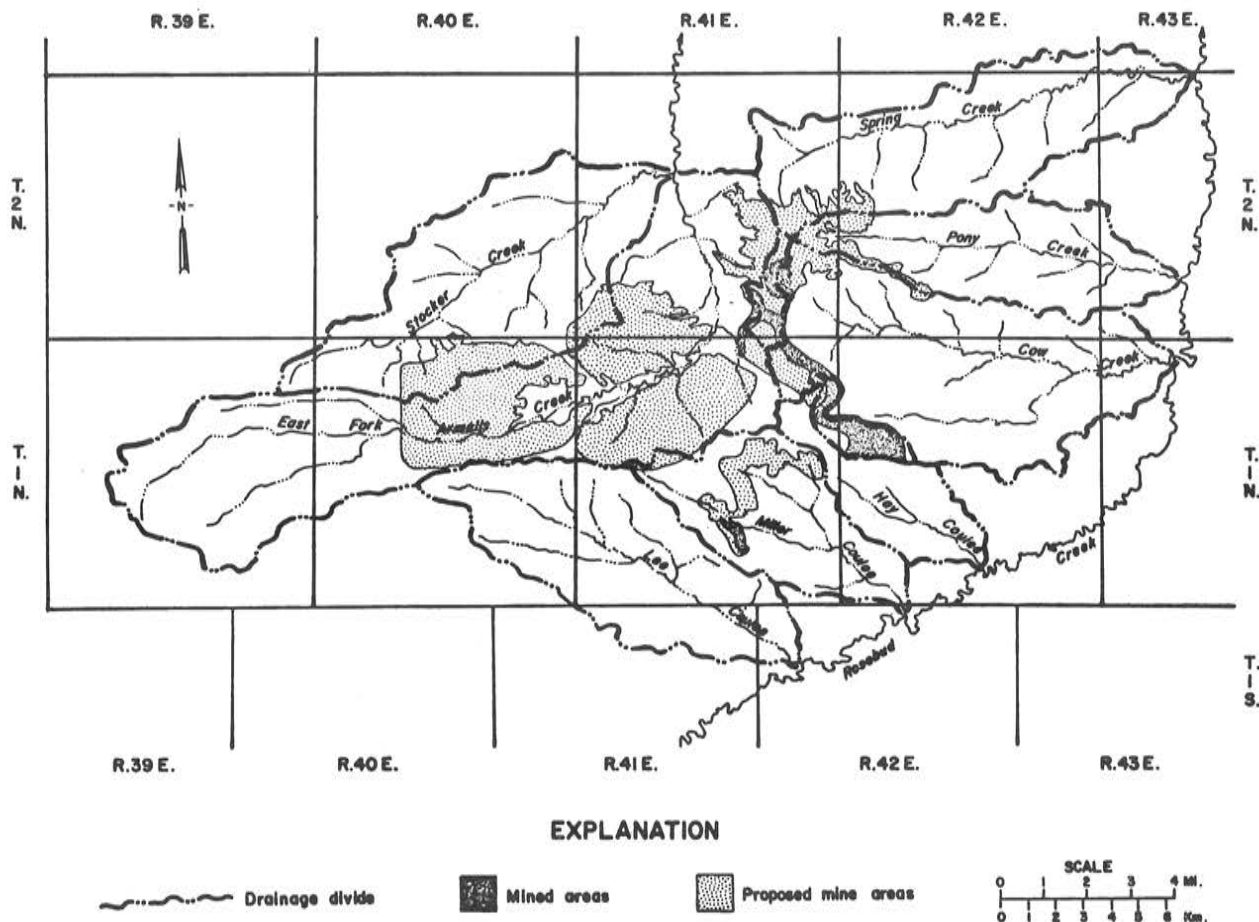 R. 39 E.
R. 40 E.
R. 41 E.
R. 42 E.
R. 43 E.
Spring Creek
T. 2 N.
N
T. 2 N.
Pony Creek
Stocker Creek
Cow Creek
East Fork Armells Creek
T. 1 N.
T. 1 N.
Hay Coulee
Miller Coulee
Lee Coulee
Rosebud Creek
T. 1 S.
R. 39 E.
R. 40 E.
R. 41 E.
R. 42 E.
R. 43 E.
EXPLANATION
Drainage divide
Mined areas
Proposed mine areas
SCALE
0 1 2 3 4 MI.
0 1 2 3 4 5 6 Km.